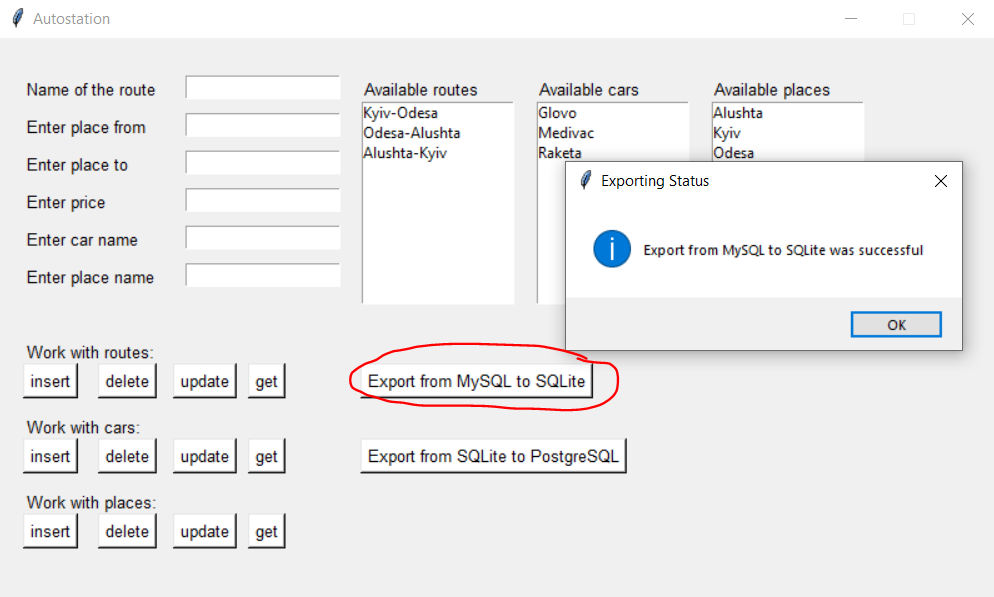 Autostation
Name of the route
Enter place from
Enter place to
Enter price
Enter car name
Enter place name
Available routes
Kyiv-Odesa
Odesa-Alushta
Alushta-Kyiv
Available cars
Glovo
Medivac
Raketa
Available places
Alushta
Kyiv
Odesa
Exporting Status
Export from MySQL to SQLite was successful
OK
Work with routes:
insert delete update get
Export from MySQL to SQLite
Work with cars:
insert delete update get
Export from SQLite to PostgreSQL
Work with places:
insert delete update get